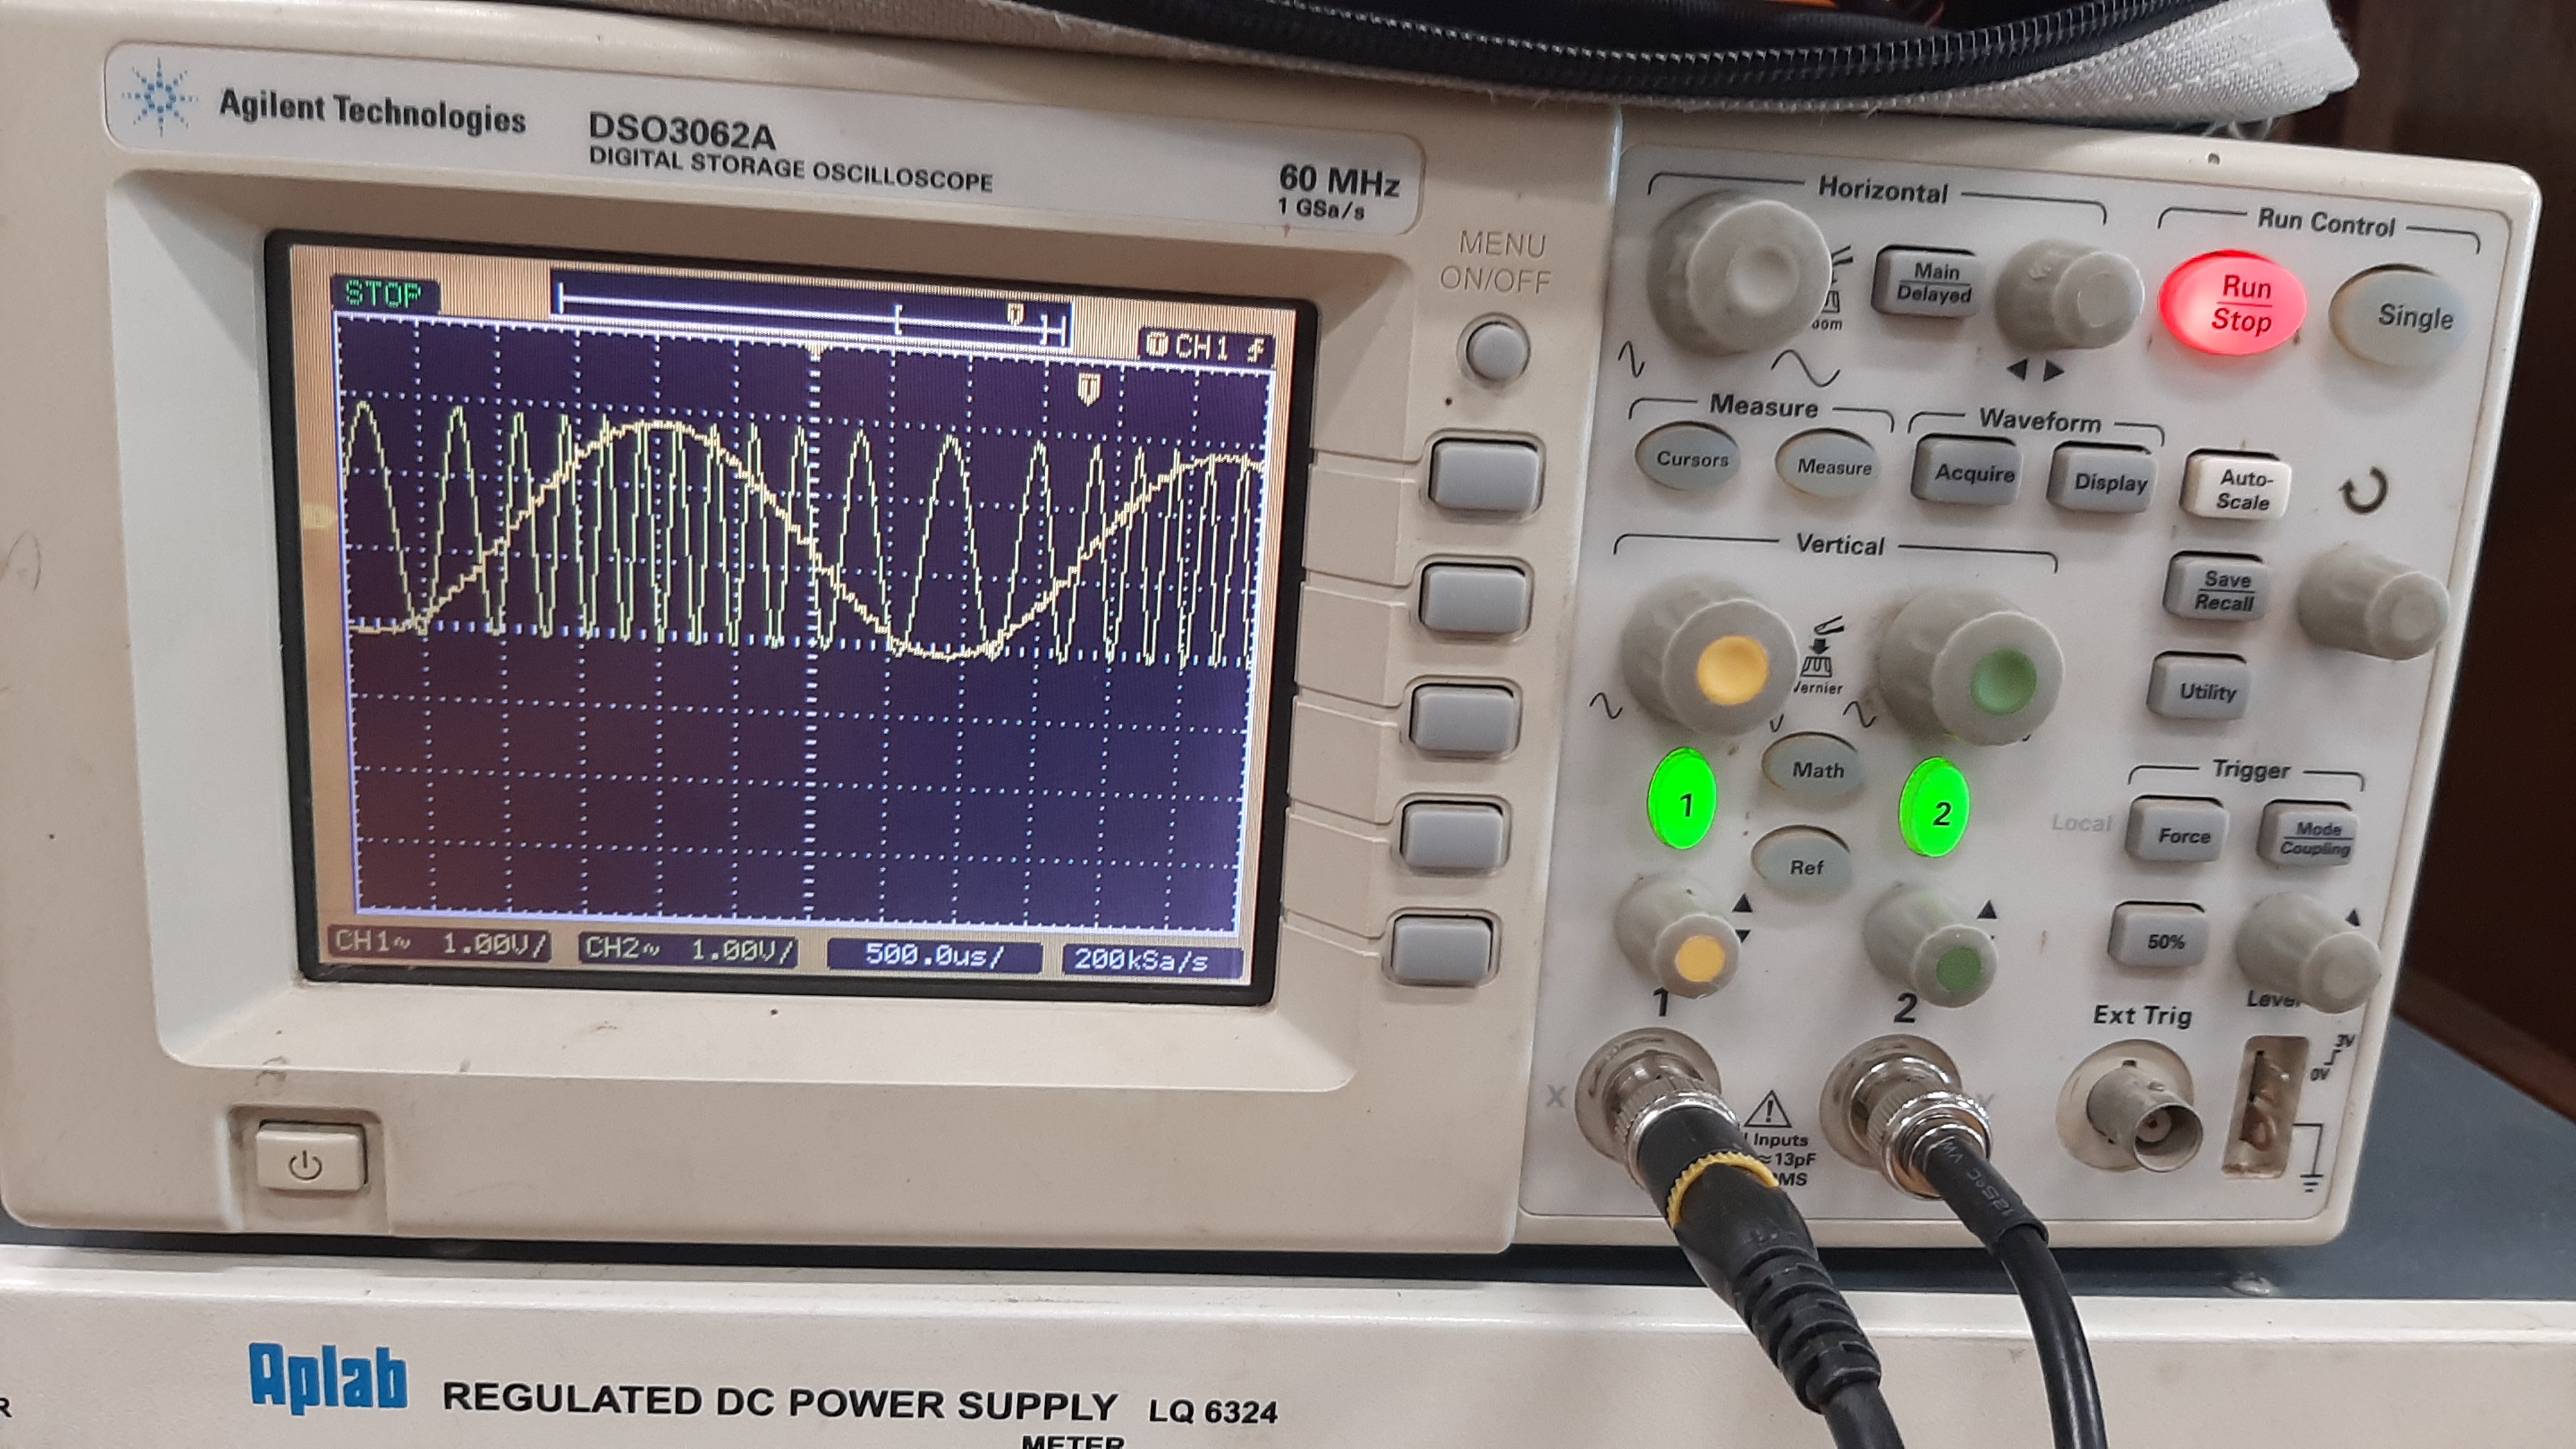 Agilent Technologies
DSO3062A
DIGITAL STORAGE OSCILLOSCOPE
60 MHz
1 GSa/s
STOP
T
CH1
T
CH1~ 1.00V/
CH2~ 1.00V/
500.0us/
200kSa/s
MENU
ON/OFF
Horizontal
Main
Delayed
Run Control
Run
Stop
Single
Measure
Cursors
Measure
Waveform
Acquire
Display
Auto-
Scale
Save
Recall
Utility
Vertical
Vernier
1
Math
2
Ref
Local
Trigger
Force
Mode
Coupling
50%
Level
1
2
Ext Trig
X
Y
Inputs
≈13pF
3V
0V
125°C VW
Aplab
REGULATED DC POWER SUPPLY LQ 6324
METER